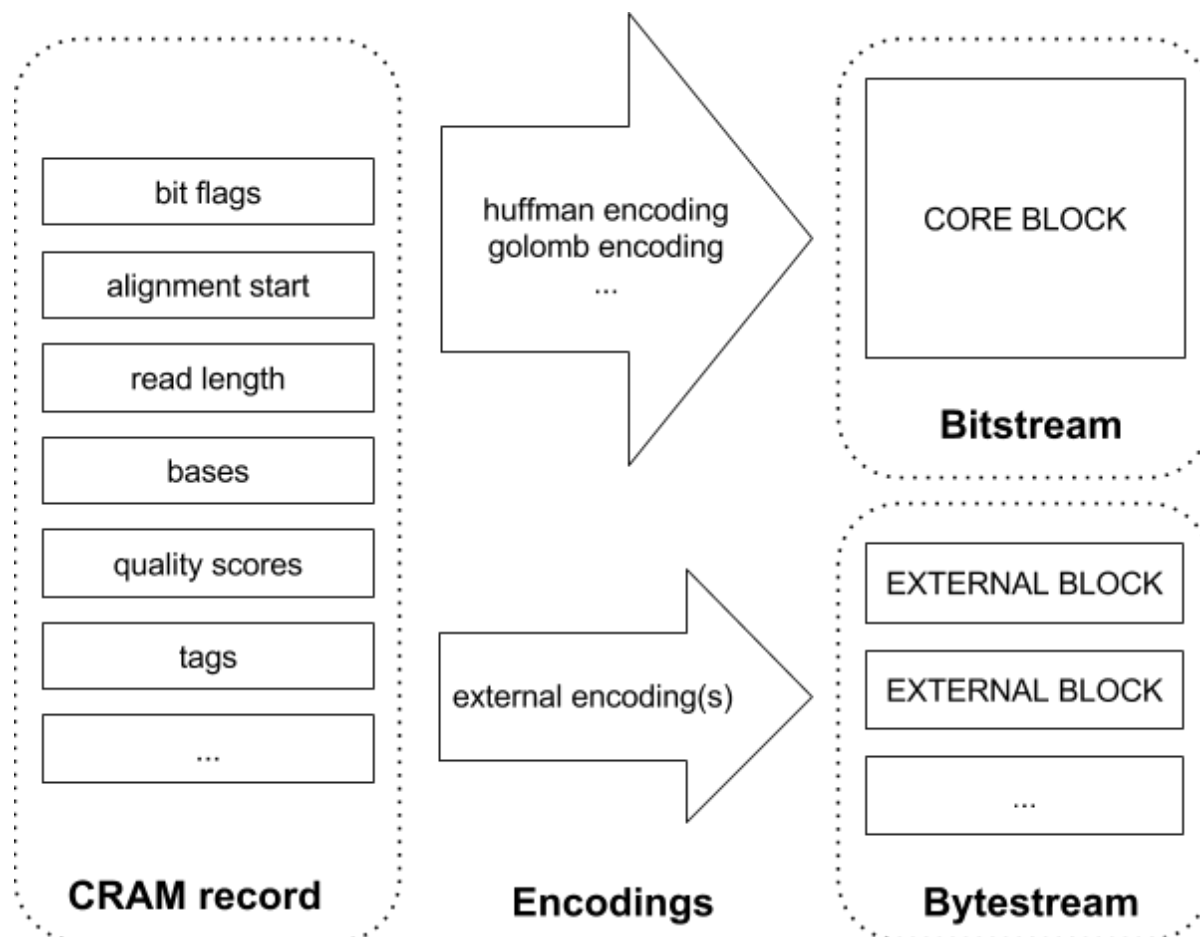 bit flags
alignment start
read length
bases
quality scores
tags
...
CRAM record
huffman encoding
golomb encoding
...
external encoding(s)
Encodings
CORE BLOCK
Bitstream
EXTERNAL BLOCK
EXTERNAL BLOCK
...
Bytestream